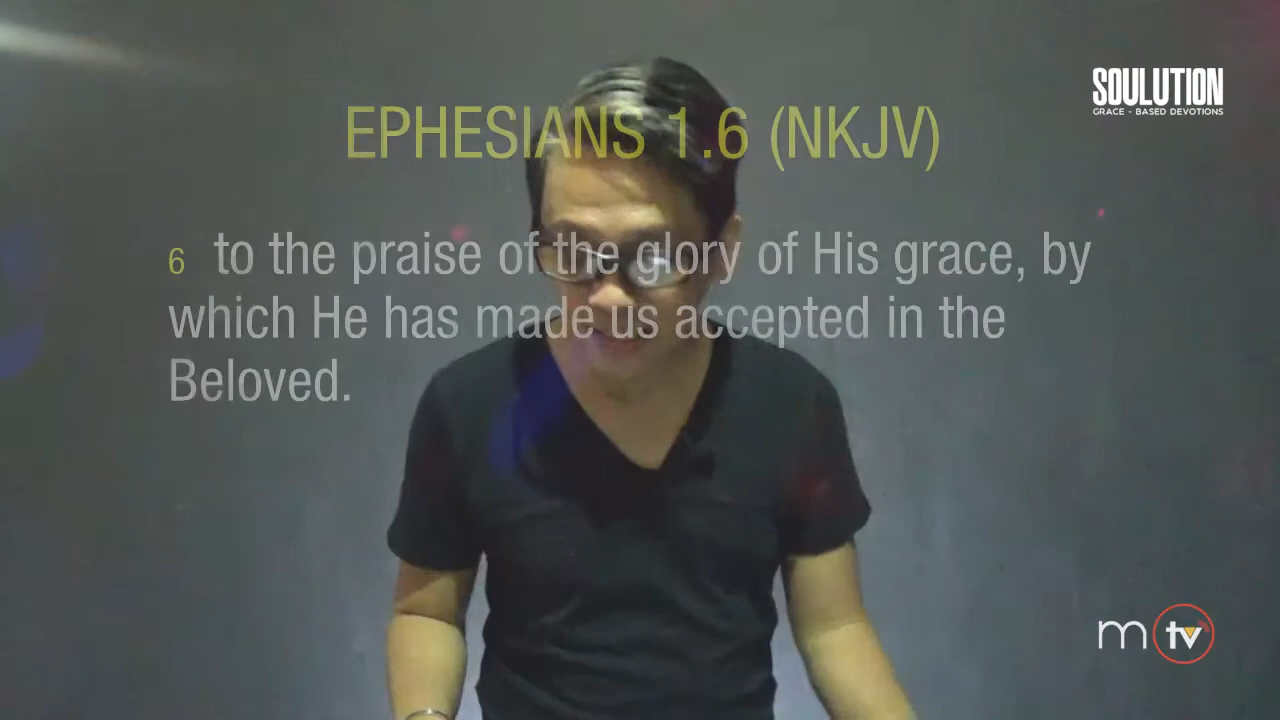 SOULUTION
GRACE - BASED DEVOTIONS
EPHESIANS 1.6 (NKJV)
6 to the praise of the glory of His grace, by
which He has made us accepted in the
Beloved.
m tv